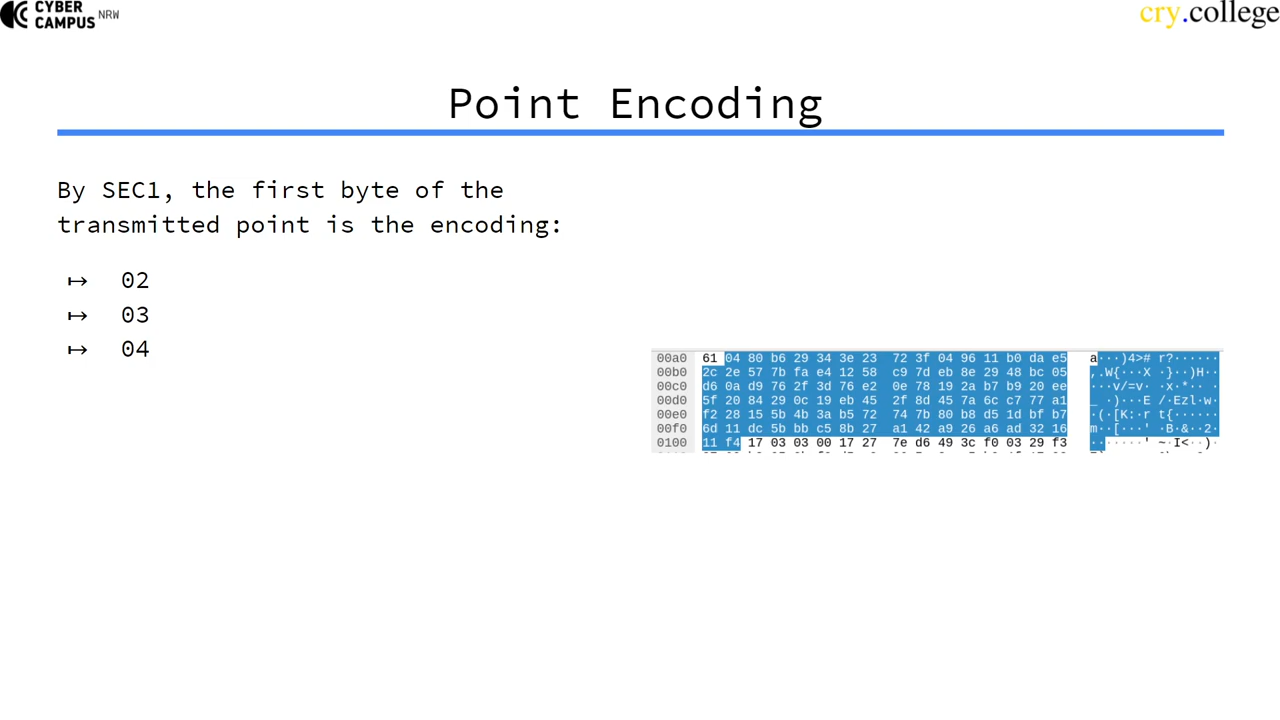 CYBER
CAMPUS NRW
cry.college
Point Encoding
By SEC1, the first byte of the
transmitted point is the encoding:
↦ 02
↦ 03
↦ 04
00a0 61 04 80 b6 29 34 3e 23 72 3f 04 96 11 b0 da e5 a···)4># r?······
00b0 2c 2e 57 7b fa e4 12 58 c9 7d eb 8e 29 48 bc 05 ,.W{···X ·}··)H··
00c0 d6 0a d9 76 2f 3d 76 e2 0e 78 19 2a b7 b9 20 ee ···v/=v· ·x·*·· ·
00d0 5f 20 84 29 0c 19 eb 45 2f 8d 45 7a 6c c7 77 a1 _ ·)···E /·Ezl·w·
00e0 f2 28 15 5b 4b 3a b5 72 74 7b 80 b8 d5 1d bf b7 ·(·[K:·r t{······
00f0 6d 11 dc 5b bb c5 8b 27 a1 42 a9 26 a6 ad 32 16 m··[···' ·B·&··2·
0100 11 f4 17 03 03 00 17 27 7e d6 49 3c f0 03 29 f3 ·······' ~·I<··)·